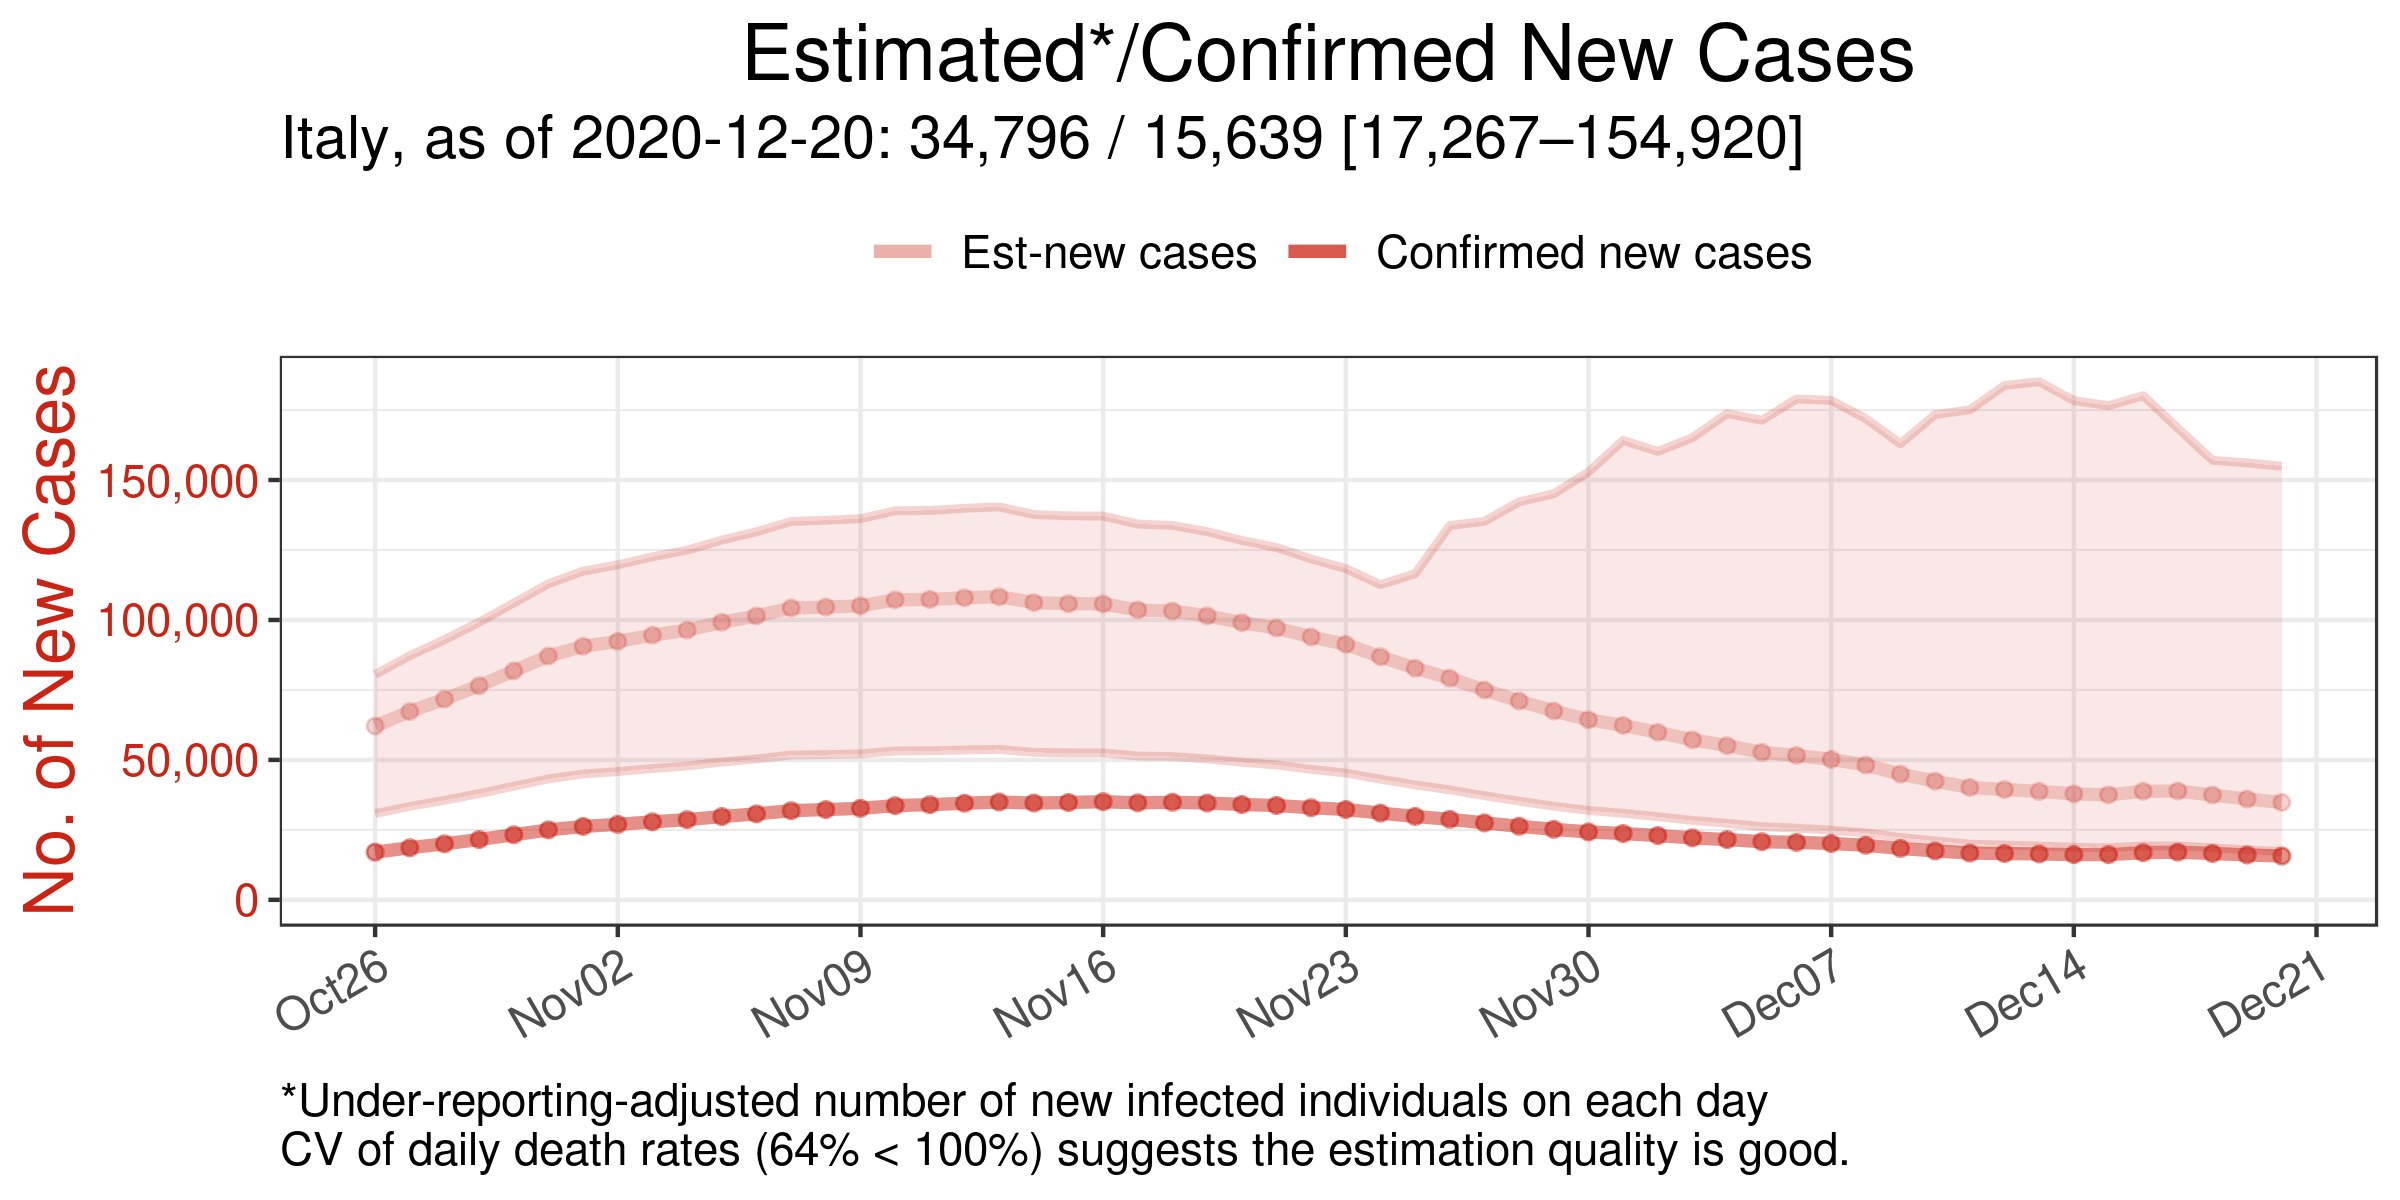 Estimated*/Confirmed New Cases
Italy, as of 2020-12-20: 34,796 / 15,639 [17,267–154,920]
Est-new cases Confirmed new cases
No. of New Cases
150,000
100,000
50,000
0
Oct26 Nov02 Nov09 Nov16 Nov23 Nov30 Dec07 Dec14 Dec21
*Under-reporting-adjusted number of new infected individuals on each day
CV of daily death rates (64% < 100%) suggests the estimation quality is good.